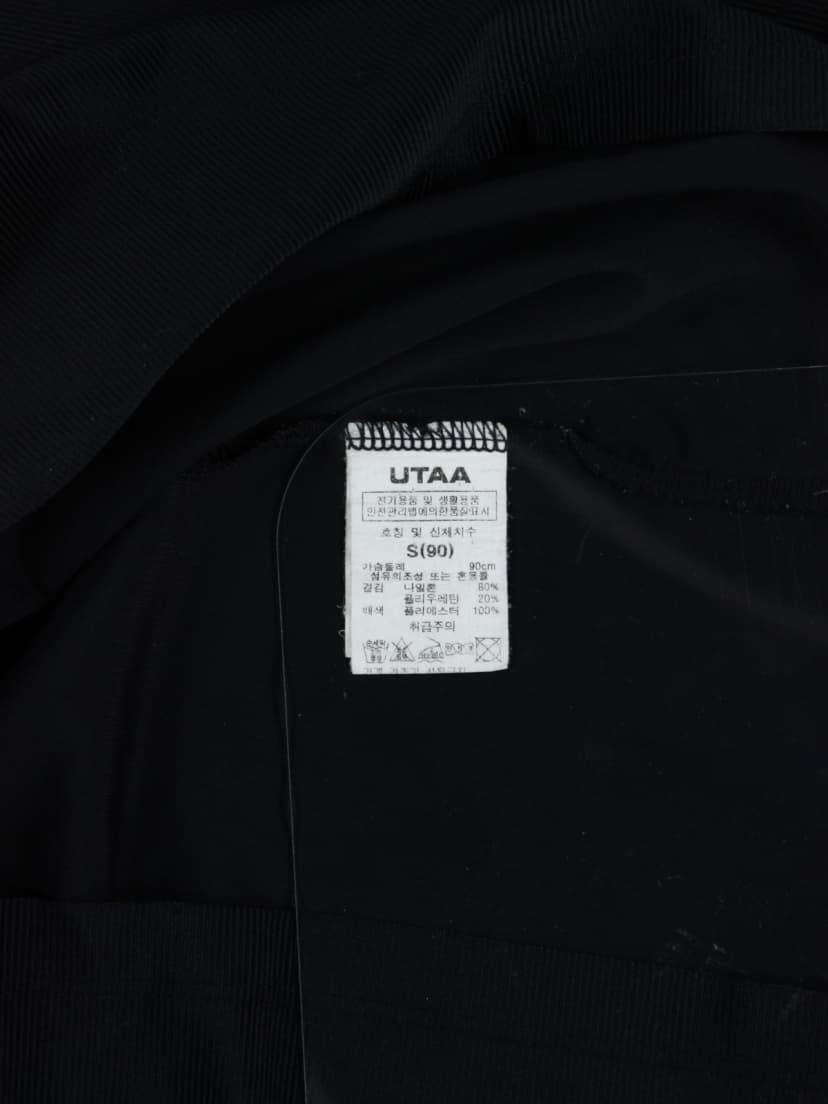 UTAA
전기용품 및 생활용품
안전관리법에의한품질표시
호칭 및 신체치수
S(90)
가슴둘레 90cm
섬유의조성 또는 혼용률
겉감 나일론 80%
폴리우레탄 20%
배색 폴리에스터 100%
취급주의
손세탁